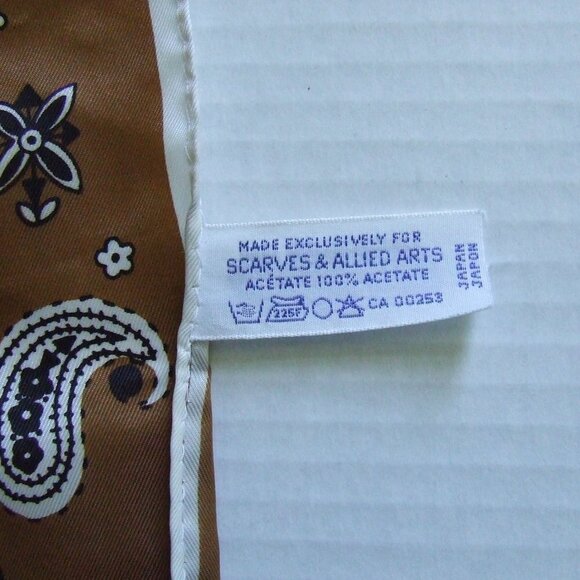 MADE EXCLUSIVELY FOR
SCARVES & ALLIED ARTS
ACÉTATE 100% ACETATE
225F CA 00253
JAPAN
JAPON